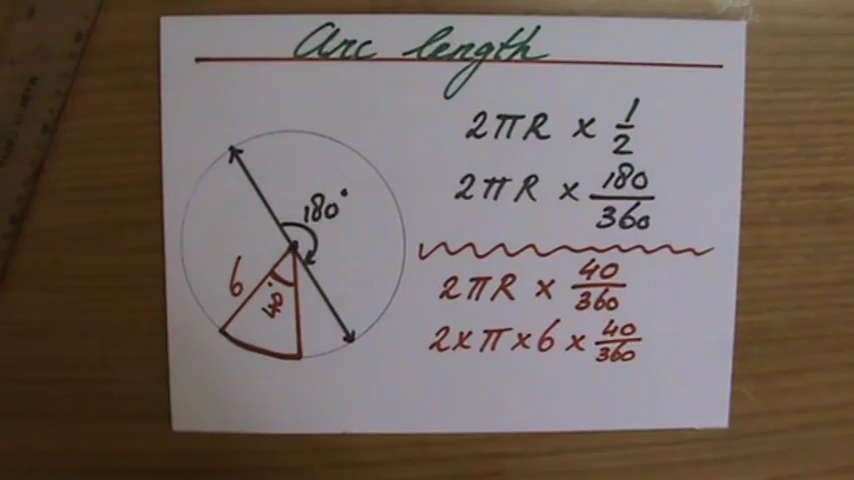 Arc length
2πR × 1/2
180°
2πR × 180/360
6
40°
2πR × 40/360
2×π×6× 40/360